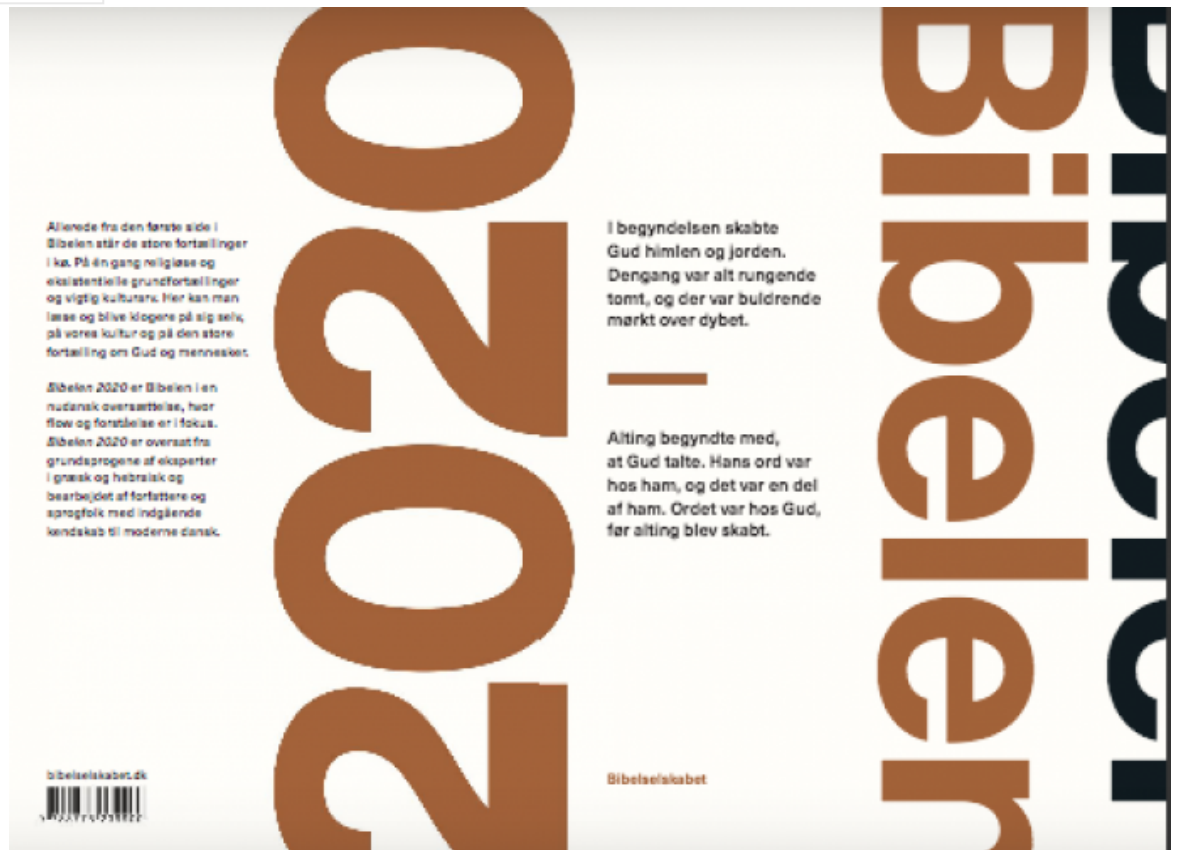 Allerede fra den første side i
Bibelen står de store fortællinger
i kø. På én gang religiøse og
eksistentielle grundfortællinger
og vigtig kulturarv. Her kan man
læse og blive klogere på sig selv,
på vores kultur og på den store
fortælling om Gud og mennesket.
Bibelen 2020 er Bibelen i en
nudansk oversættelse, hvor
flow og forståelse er i fokus.
Bibelen 2020 er oversat fra
grundsprogene af eksperter
i græsk og hebraisk og
bearbejdet af forfattere og
sprogfolk med indgående
kendskab til moderne dansk.
bibelselskabet.dk
2020
I begyndelsen skabte
Gud himlen og jorden.
Dengang var alt rungende
tomt, og der var buldrende
mørkt over dybet.
Alting begyndte med,
at Gud talte. Hans ord var
hos ham, og det var en del
af ham. Ordet var hos Gud,
før alting blev skabt.
Bibelselskabet
Bibelen
Bibelen